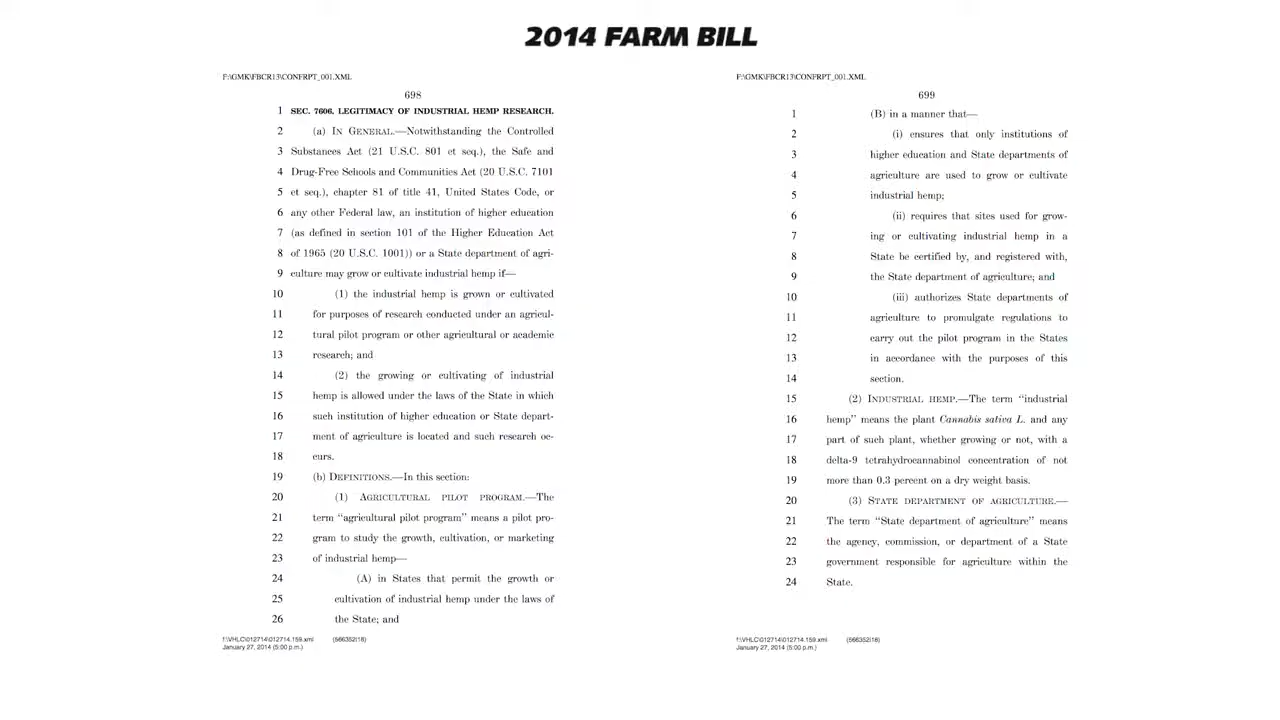 2014 FARM BILL
F:\GMK\FBCR13\CONFRPT_001.XML
698
1 SEC. 7606. LEGITIMACY OF INDUSTRIAL HEMP RESEARCH.
2 (a) IN GENERAL.—Notwithstanding the Controlled
3 Substances Act (21 U.S.C. 801 et seq.), the Safe and
4 Drug-Free Schools and Communities Act (20 U.S.C. 7101
5 et seq.), chapter 81 of title 41, United States Code, or
6 any other Federal law, an institution of higher education
7 (as defined in section 101 of the Higher Education Act
8 of 1965 (20 U.S.C. 1001)) or a State department of agri-
9 culture may grow or cultivate industrial hemp if—
10 (1) the industrial hemp is grown or cultivated
11 for purposes of research conducted under an agricul-
12 tural pilot program or other agricultural or academic
13 research; and
14 (2) the growing or cultivating of industrial
15 hemp is allowed under the laws of the State in which
16 such institution of higher education or State depart-
17 ment of agriculture is located and such research oc-
18 curs.
19 (b) DEFINITIONS.—In this section:
20 (1) AGRICULTURAL PILOT PROGRAM.—The
21 term “agricultural pilot program” means a pilot pro-
22 gram to study the growth, cultivation, or marketing
23 of industrial hemp—
24 (A) in States that permit the growth or
25 cultivation of industrial hemp under the laws of
26 the State; and
f:\VHLC\012714\012714.159.xml (566352|18)
January 27, 2014 (5:00 p.m.)
F:\GMK\FBCR13\CONFRPT_001.XML
699
1 (B) in a manner that—
2 (i) ensures that only institutions of
3 higher education and State departments of
4 agriculture are used to grow or cultivate
5 industrial hemp;
6 (ii) requires that sites used for grow-
7 ing or cultivating industrial hemp in a
8 State be certified by, and registered with,
9 the State department of agriculture; and
10 (iii) authorizes State departments of
11 agriculture to promulgate regulations to
12 carry out the pilot program in the States
13 in accordance with the purposes of this
14 section.
15 (2) INDUSTRIAL HEMP.—The term “industrial
16 hemp” means the plant Cannabis sativa L. and any
17 part of such plant, whether growing or not, with a
18 delta-9 tetrahydrocannabinol concentration of not
19 more than 0.3 percent on a dry weight basis.
20 (3) STATE DEPARTMENT OF AGRICULTURE.—
21 The term “State department of agriculture” means
22 the agency, commission, or department of a State
23 government responsible for agriculture within the
24 State.
f:\VHLC\012714\012714.159.xml (566352|18)
January 27, 2014 (5:00 p.m.)